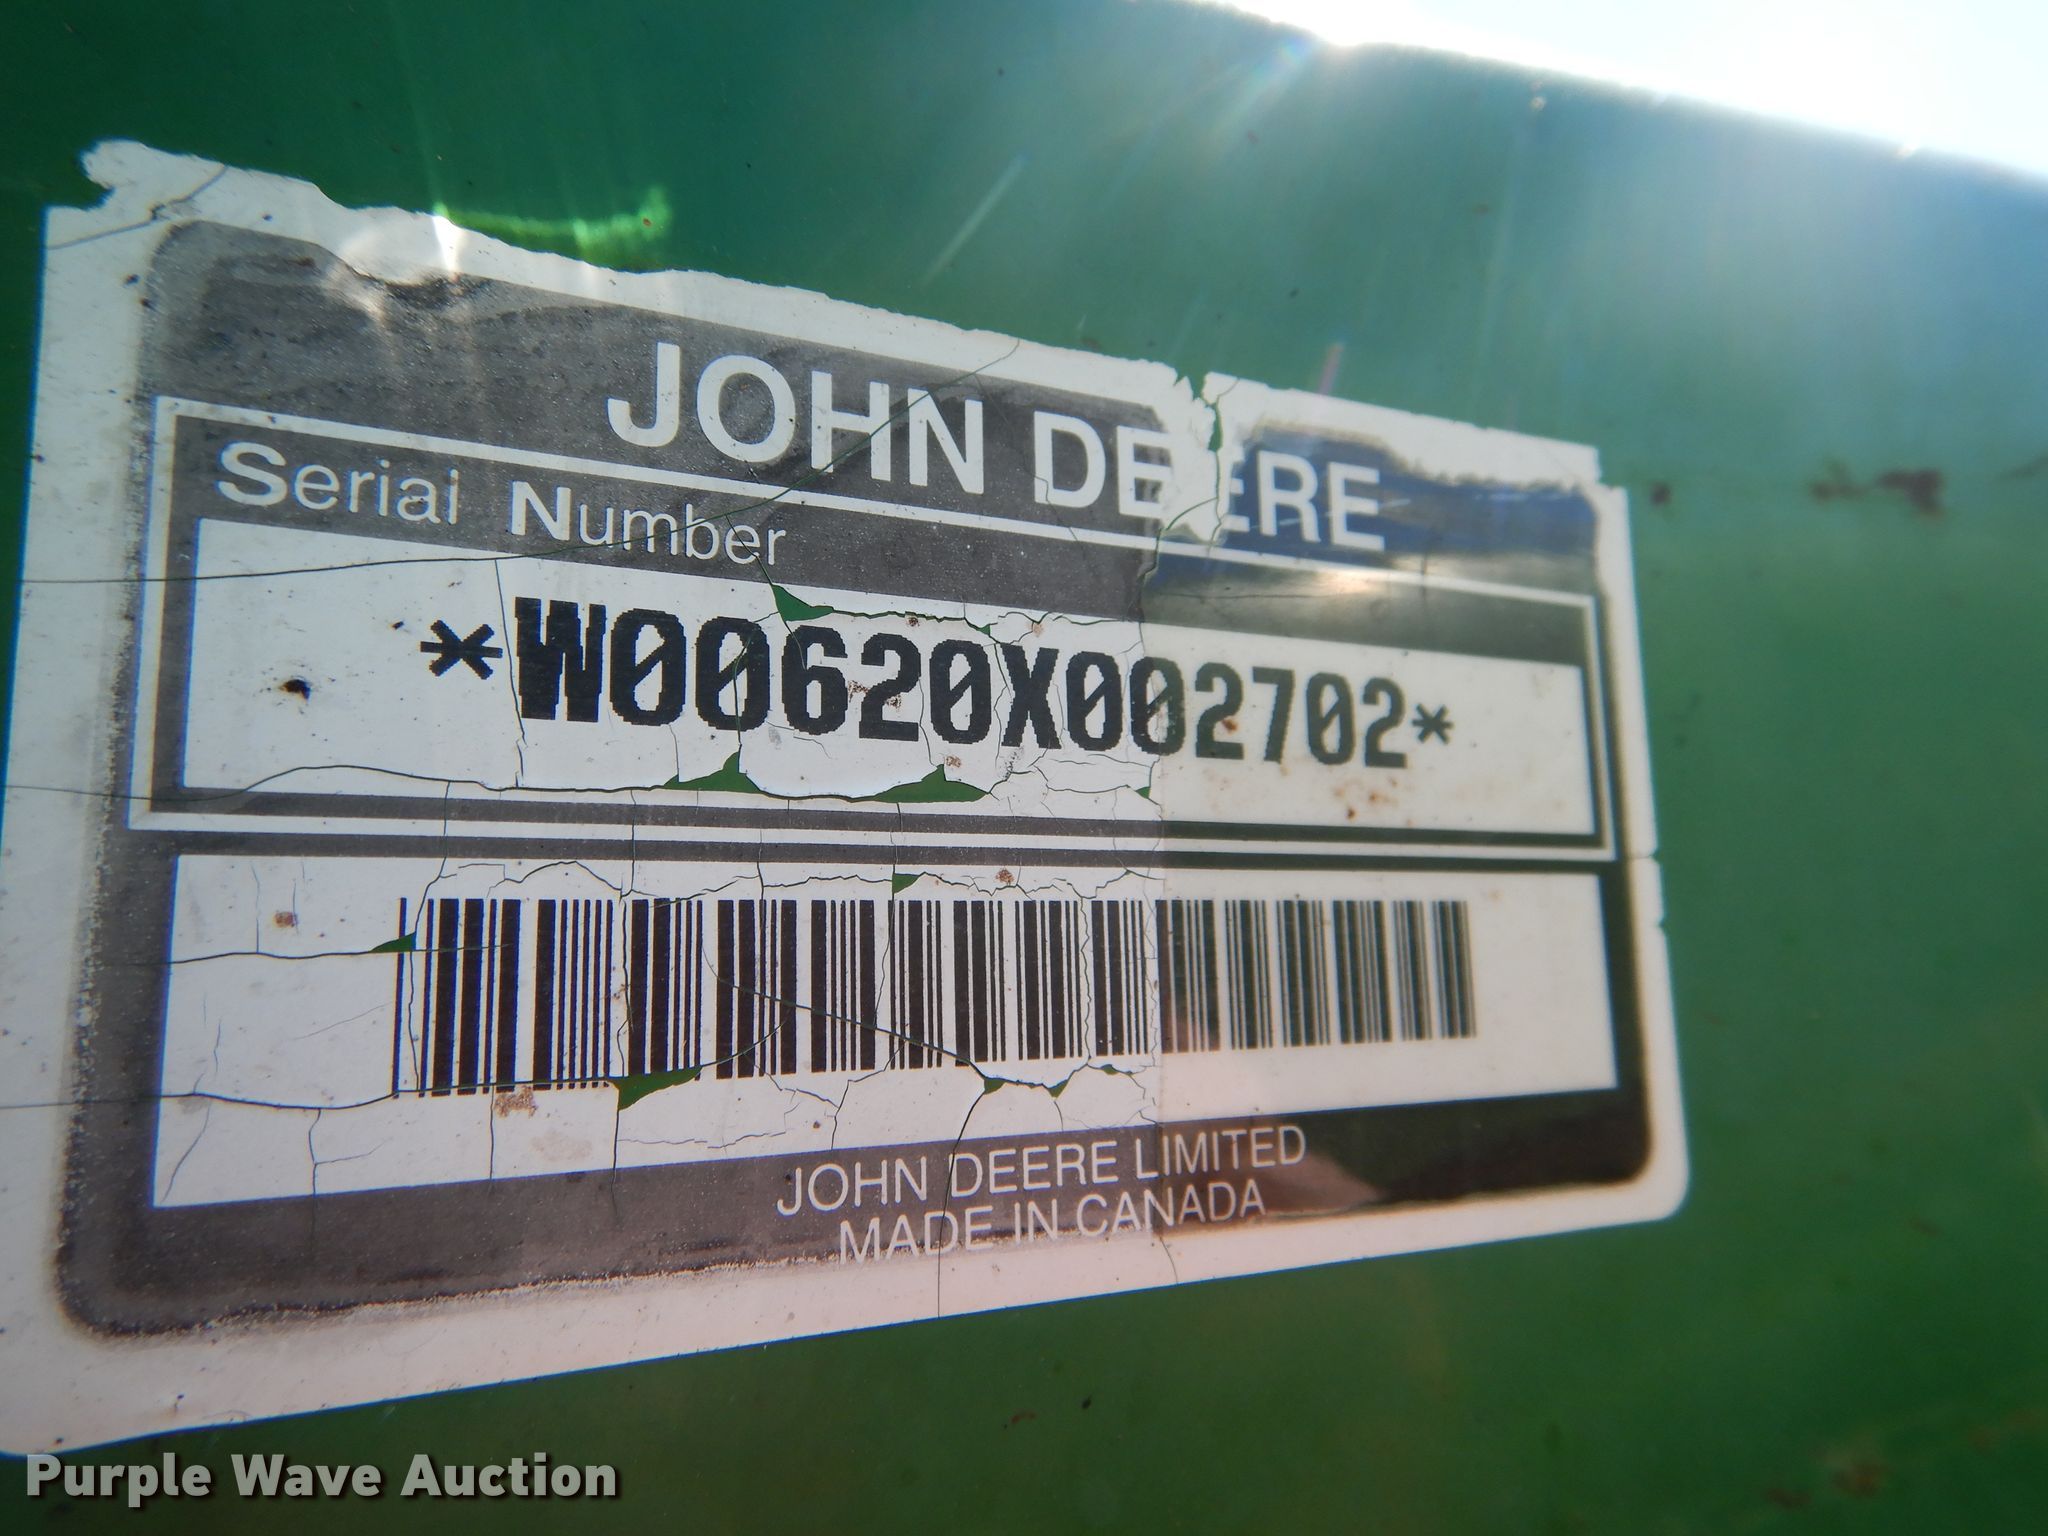 JOHN DEERE
Serial Number
*W00620X002702*
JOHN DEERE LIMITED
MADE IN CANADA
Purple Wave Auction